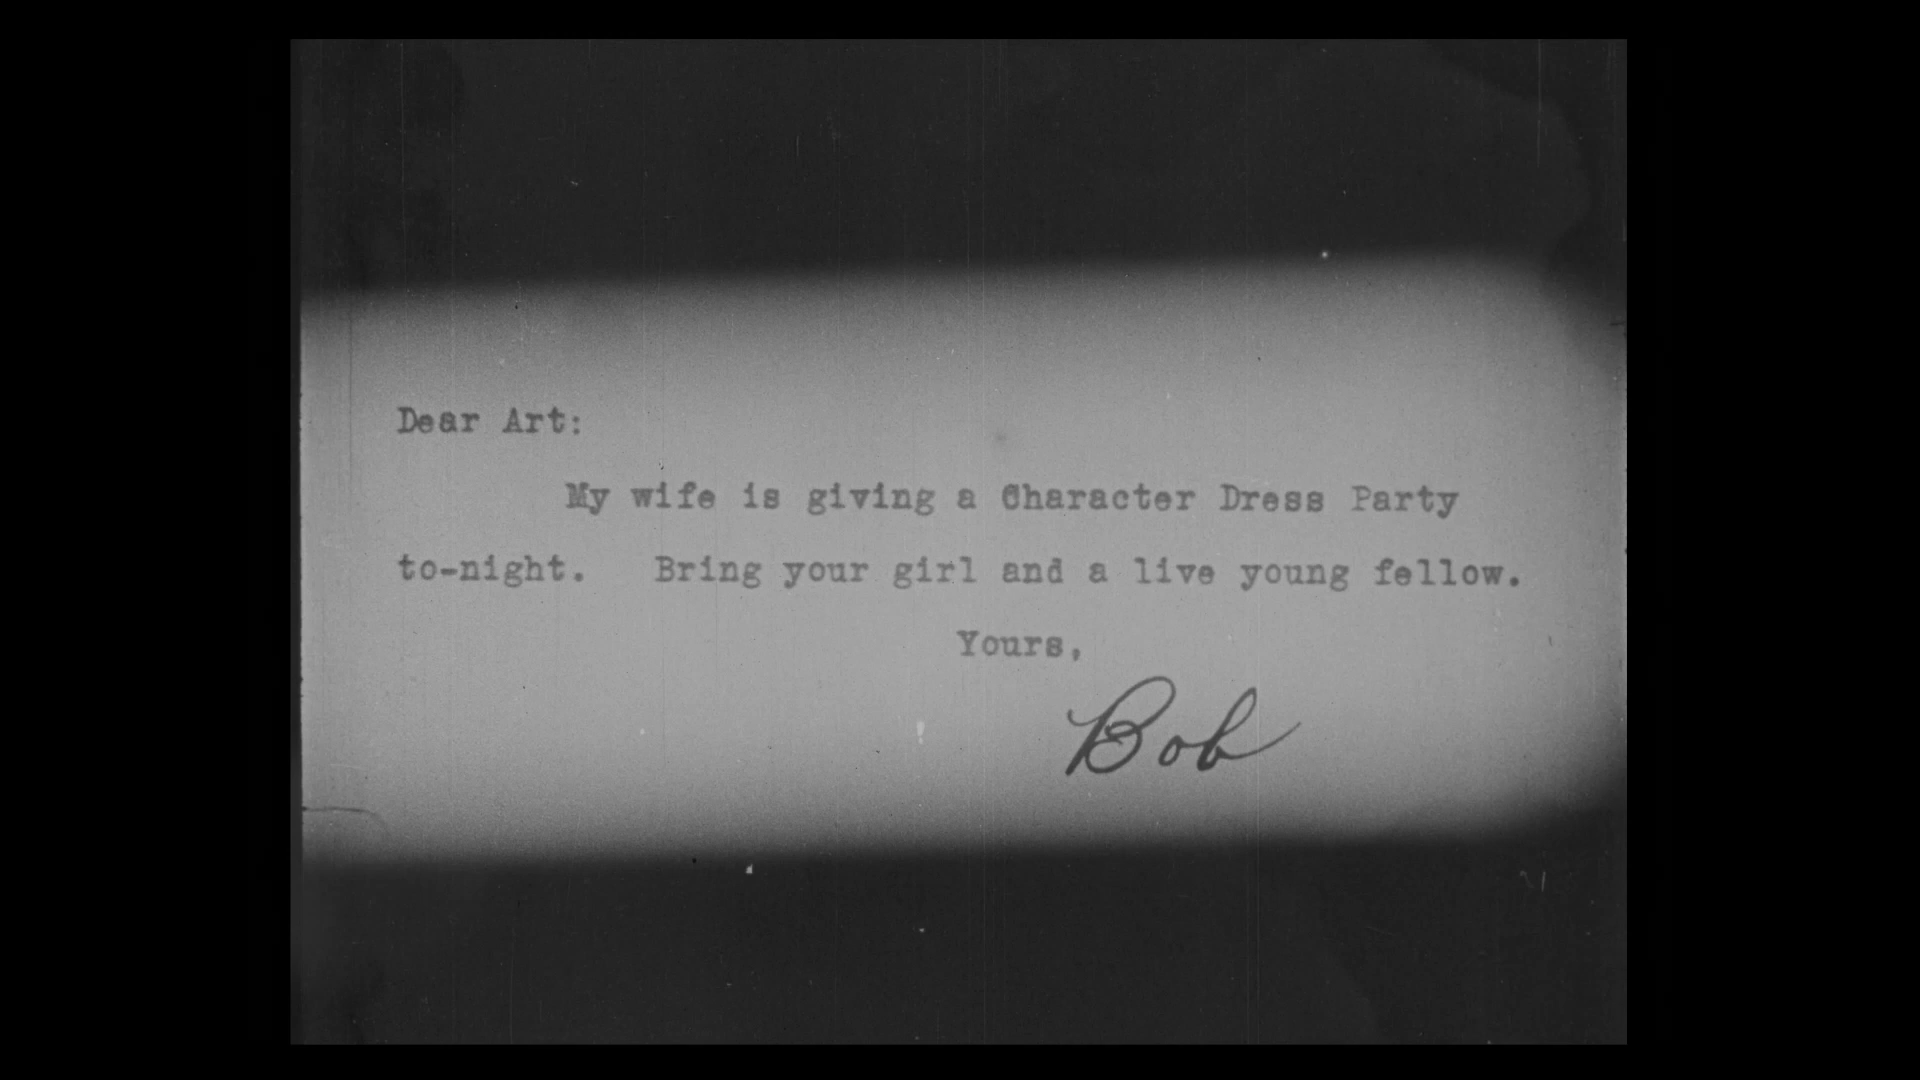 Dear Art:
My wife is giving a Character Dress Party
to-night. Bring your girl and a live young fellow.
Yours,
Bob